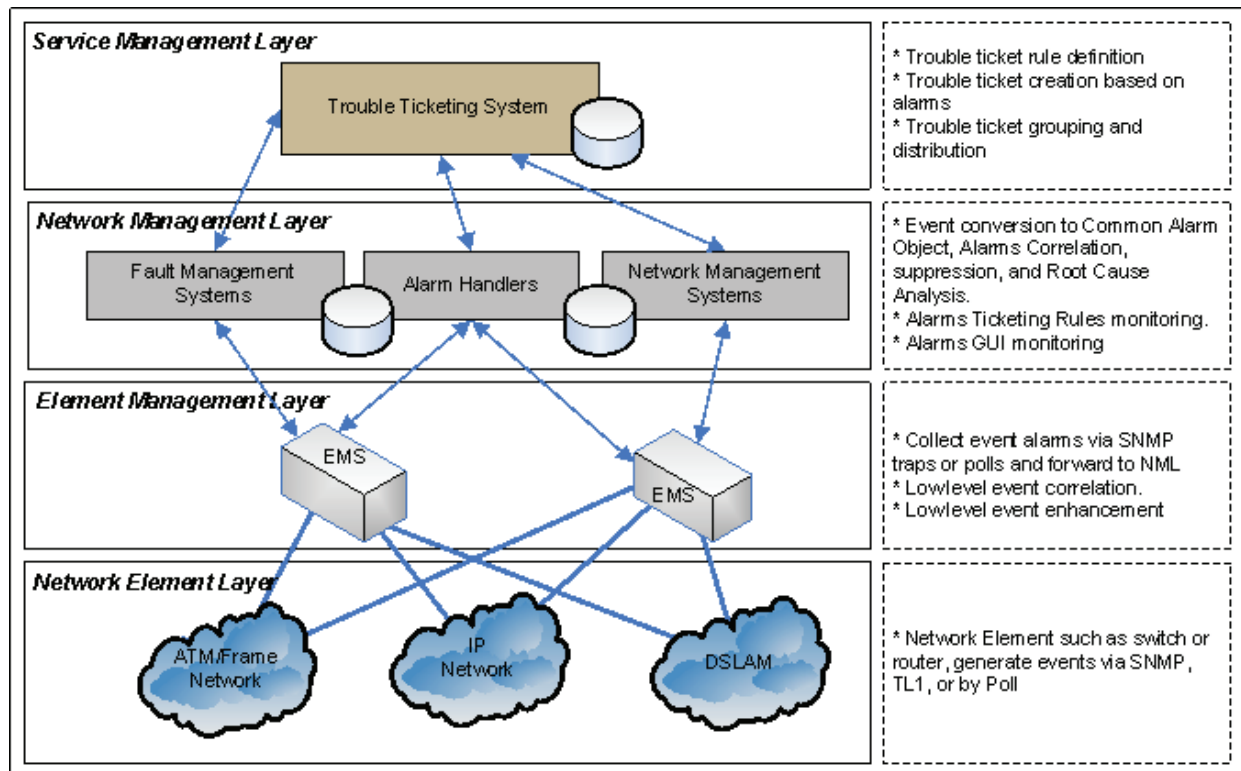 Service Management Layer
Trouble Ticketing System
* Trouble ticket rule definition
* Trouble ticket creation based on
alarms
* Trouble ticket grouping and
distribution
Network Management Layer
Fault Management
Systems
Alarm Handlers
Network Management
Systems
* Event conversion to Common Alarm
Object, Alarms Correlation,
suppression, and Root Cause
Analysis.
* Alarms Ticketing Rules monitoring.
* Alarms GUI monitoring
Element Management Layer
EMS
EMS
* Collect event alarms via SNMP
traps or polls and forward to NML
* Lowlevel event correlation.
* Lowlevel event enhancement
Network Element Layer
ATM/Frame
Network
IP
Network
DSLAM
* Network Element such as switch or
router, generate events via SNMP,
TL1, or by Poll